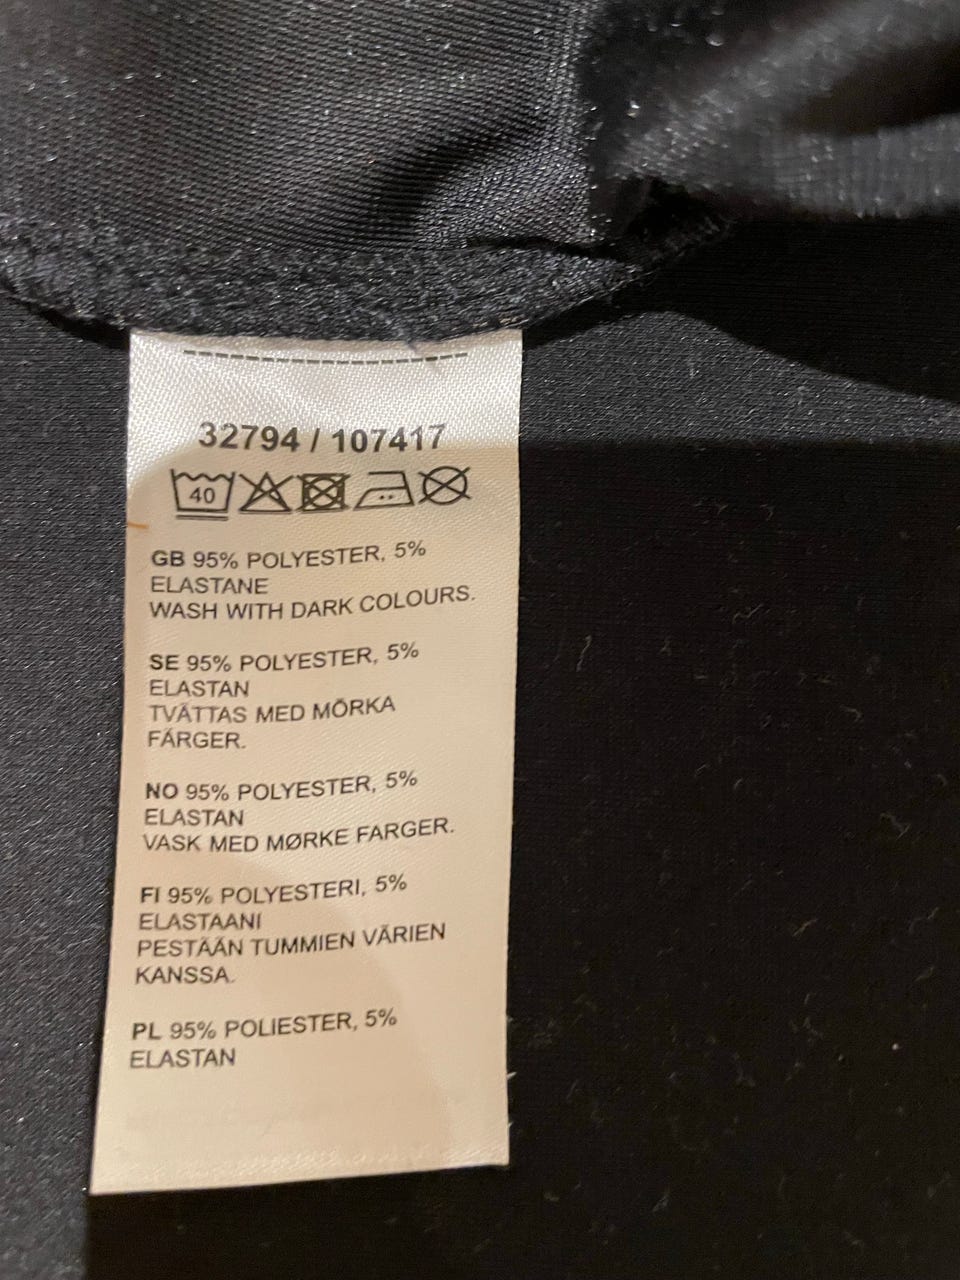 32794 / 107417
40
GB 95% POLYESTER, 5%
ELASTANE
WASH WITH DARK COLOURS.
SE 95% POLYESTER, 5%
ELASTAN
TVÄTTAS MED MÖRKA
FÄRGER.
NO 95% POLYESTER, 5%
ELASTAN
VASK MED MØRKE FARGER.
FI 95% POLYESTERI, 5%
ELASTAANI
PESTÄÄN TUMMIEN VÄRIEN
KANSSA.
PL 95% POLIESTER, 5%
ELASTAN